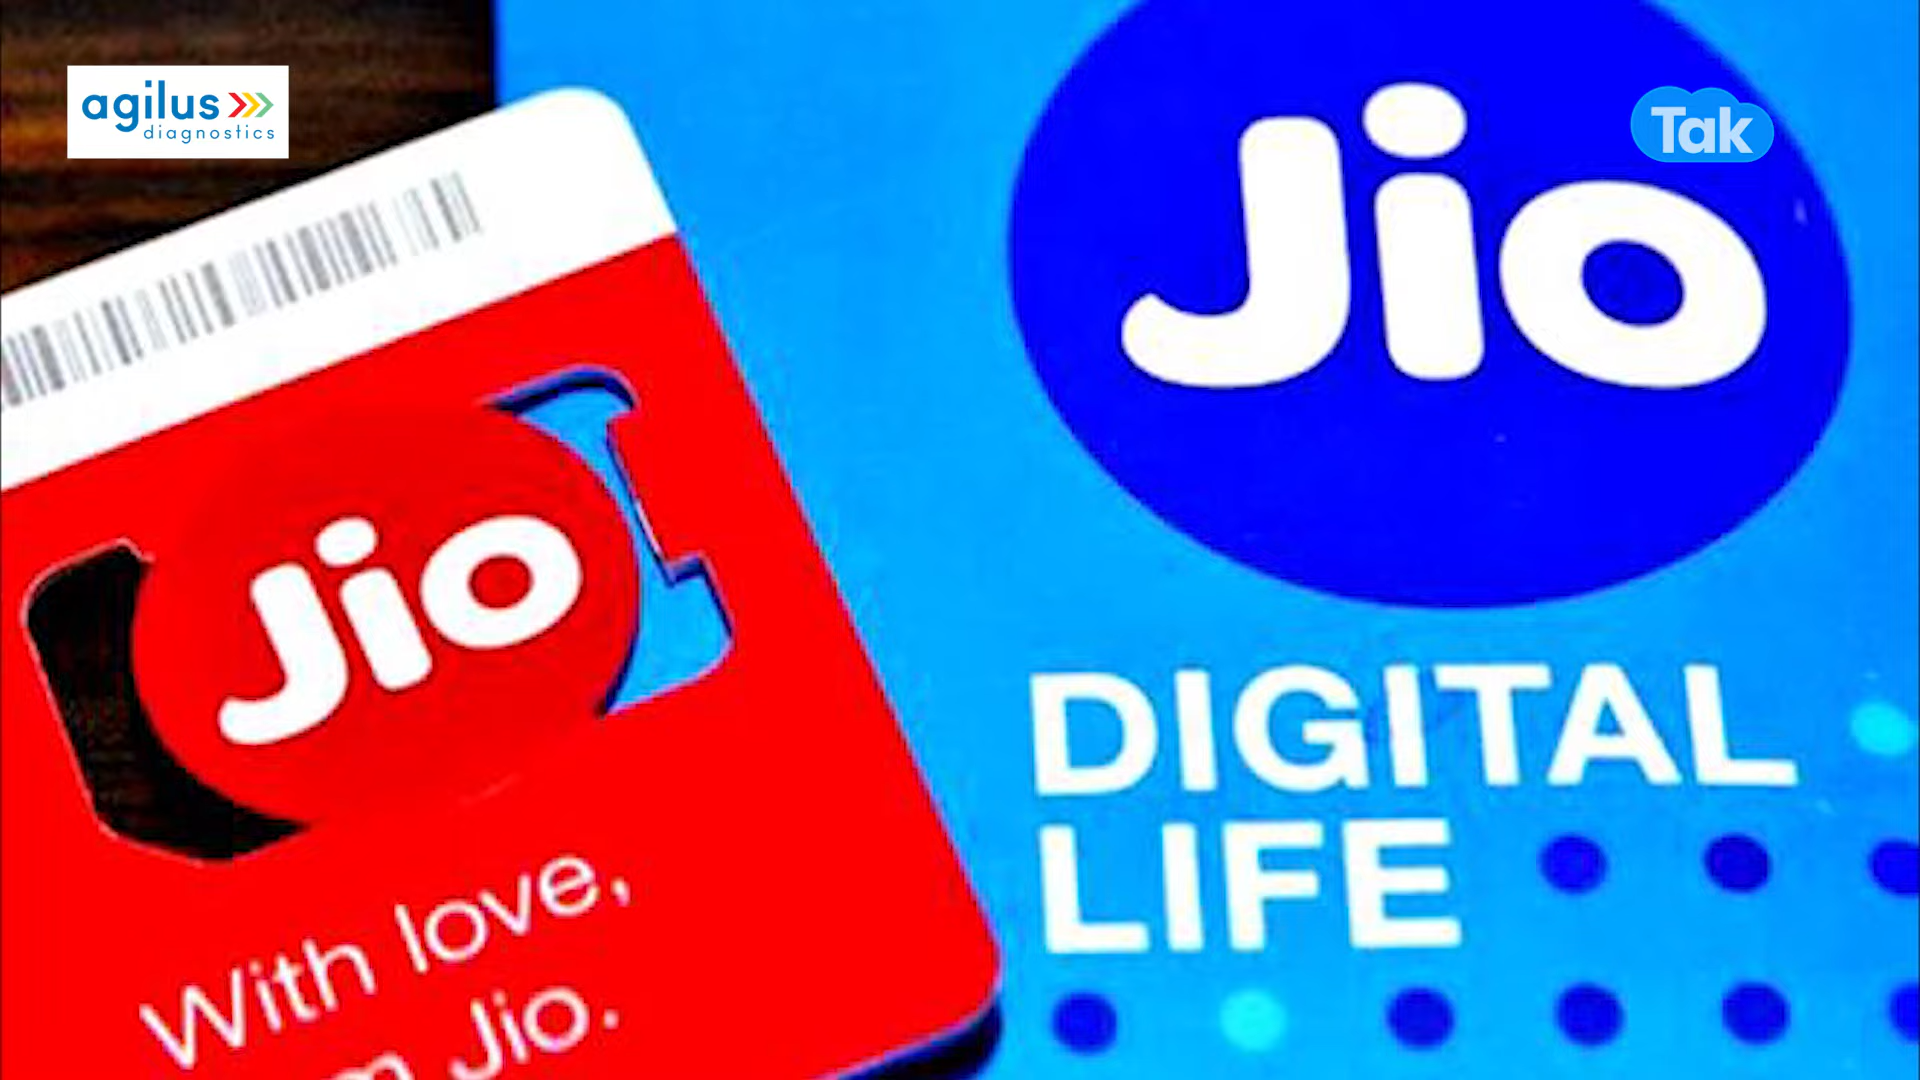 agilus
diagnostics
Tak
Jio
Jio
DIGITAL
LIFE
With love,
Jio.